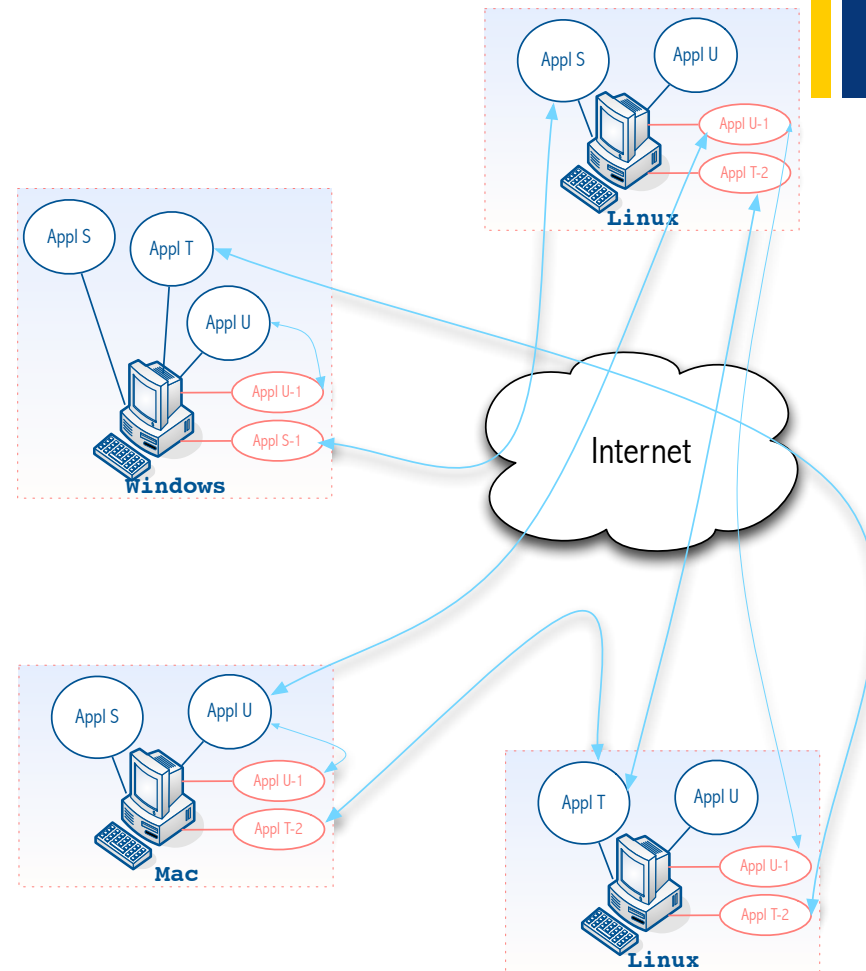 Appl S
Appl U
Appl U-1
Appl T-2
Linux
Appl S
Appl T
Appl U
Appl U-1
Appl S-1
Windows
Internet
Appl S
Appl U
Appl U-1
Appl T-2
Mac
Appl T
Appl U
Appl U-1
Appl T-2
Linux